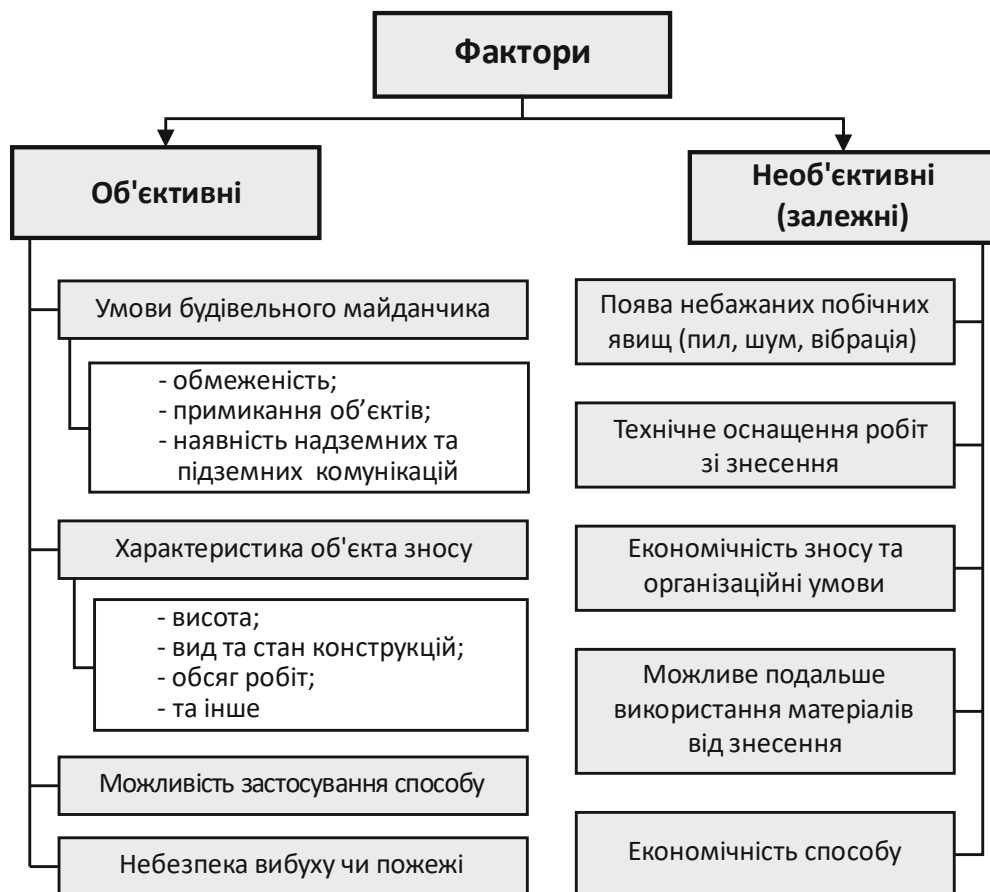 Фактори
Об'єктивні
Умови будівельного майданчика
- обмеженість;
- примикання об’єктів;
- наявність надземних та
підземних комунікацій
Характеристика об'єкта зносу
- висота;
- вид та стан конструкцій;
- обсяг робіт;
- та інше
Можливість застосування способу
Небезпека вибуху чи пожежі
Необ'єктивні
(залежні)
Поява небажаних побічних
явищ (пил, шум, вібрація)
Технічне оснащення робіт
зі знесення
Економічність зносу та
організаційні умови
Можливе подальше
використання матеріалів
від знесення
Економічність способу